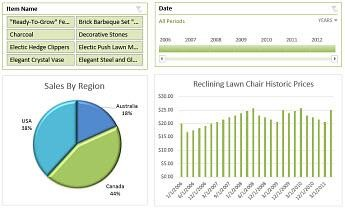 Item Name
"Ready-To-Grow" Fe...
Brick Barbeque Set "...
Charcoal
Decorative Stones
Electic Hedge Clippers
Electic Push Lawn M...
Elegant Crystal Vase
Elegant Steel and Gl...
Date
All Periods
YEARS
2006 2007 2008 2009 2010 2011 2012
Sales By Region
Australia
18%
USA
38%
Canada
44%
Reclining Lawn Chair Historic Prices
$30.00
$25.00
$20.00
$15.00
$10.00
$5.00
$0.00